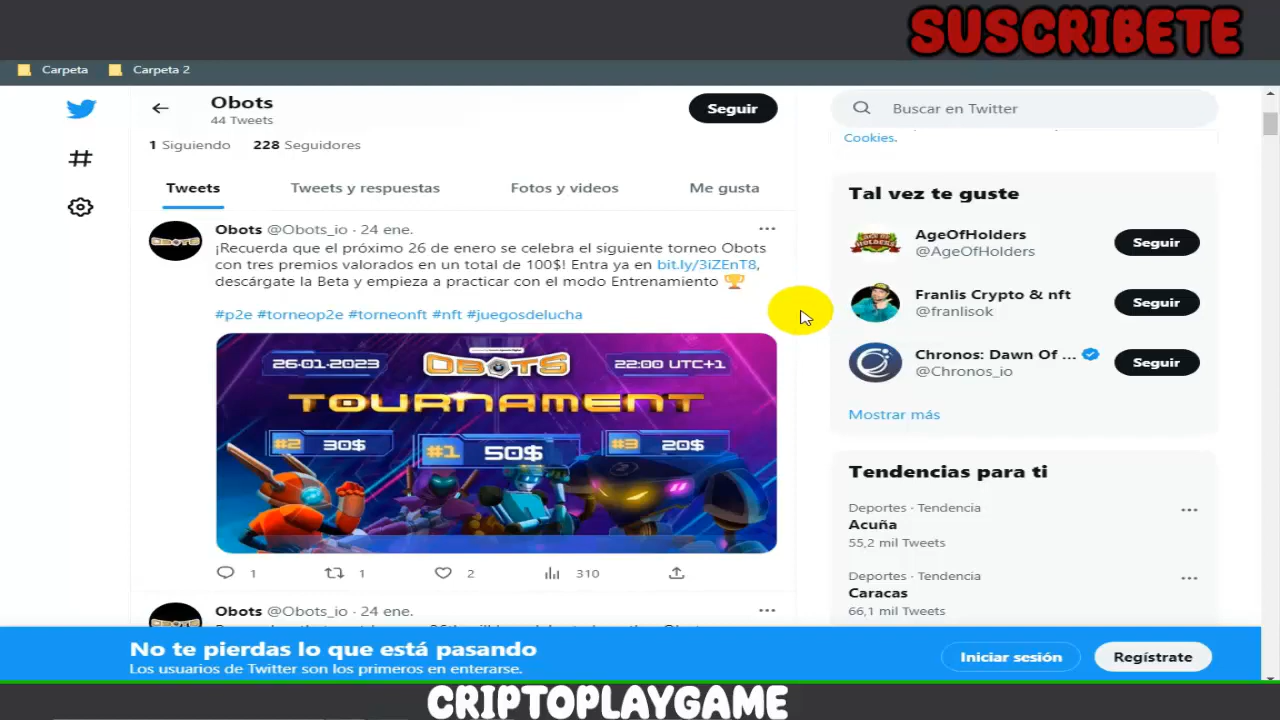 SUSCRIBETE
Carpeta
Carpeta 2
Obots
44 Tweets
Seguir
Buscar en Twitter
1 Siguiendo 228 Seguidores
Cookies.
Tweets
Tweets y respuestas
Fotos y videos
Me gusta
Obots @Obots_io · 24 ene.
¡Recuerda que el próximo 26 de enero se celebra el siguiente torneo Obots
con tres premios valorados en un total de 100$! Entra ya en bit.ly/3iZEnT8,
descárgate la Beta y empieza a practicar con el modo Entrenamiento 🏆
#p2e #torneop2e #torneonft #nft #juegosdelucha
26-01-2023
OBOTS
22:00 UTC+1
TOURNAMENT
#2 30$
#1 50$
#3 20$
1
1
2
310
Obots @Obots_io · 24 ene.
Tal vez te guste
AgeOfHolders
@AgeOfHolders
Seguir
Franlis Crypto & nft
@franlisok
Seguir
Chronos: Dawn Of ...
@Chronos_io
Seguir
Mostrar más
Tendencias para ti
Deportes · Tendencia
Acuña
55,2 mil Tweets
Deportes · Tendencia
Caracas
66,1 mil Tweets
No te pierdas lo que está pasando
Los usuarios de Twitter son los primeros en enterarse.
Iniciar sesión
Regístrate
CRIPTOPLAYGAME